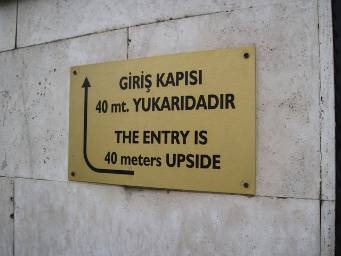 GİRİŞ KAPISI
40 mt. YUKARIDADIR
THE ENTRY IS
40 meters UPSIDE